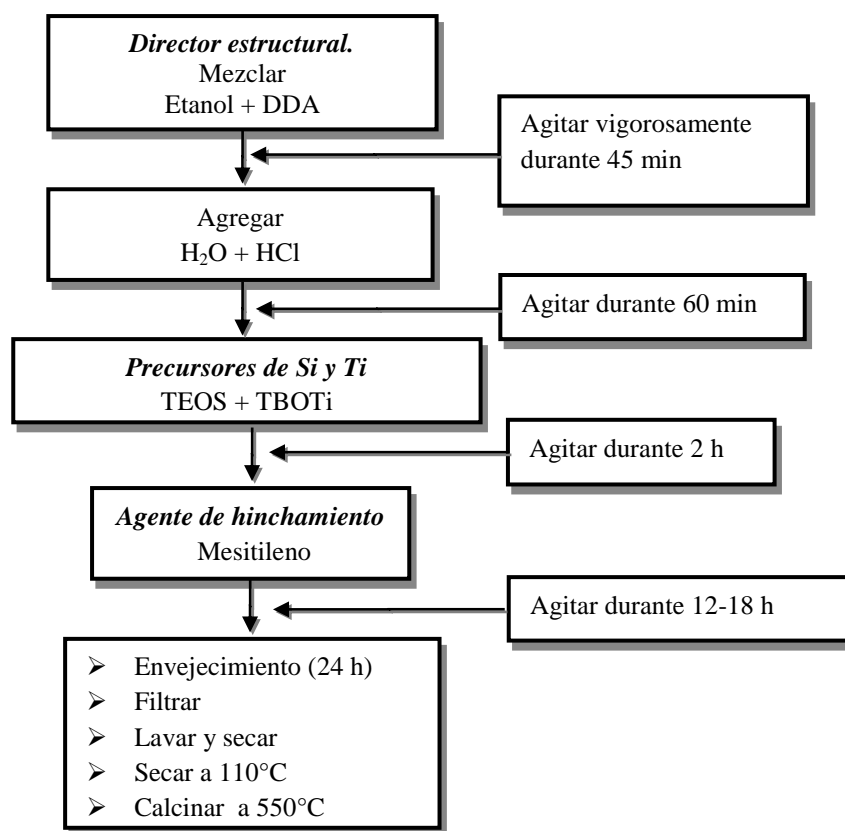 Director estructural.
Mezclar
Etanol + DDA
Agitar vigorosamente
durante 45 min
Agregar
H₂O + HCl
Agitar durante 60 min
Precursores de Si y Ti
TEOS + TBOTi
Agitar durante 2 h
Agente de hinchamiento
Mesitileno
Agitar durante 12-18 h
➢ Envejecimiento (24 h)
➢ Filtrar
➢ Lavar y secar
➢ Secar a 110°C
➢ Calcinar a 550°C